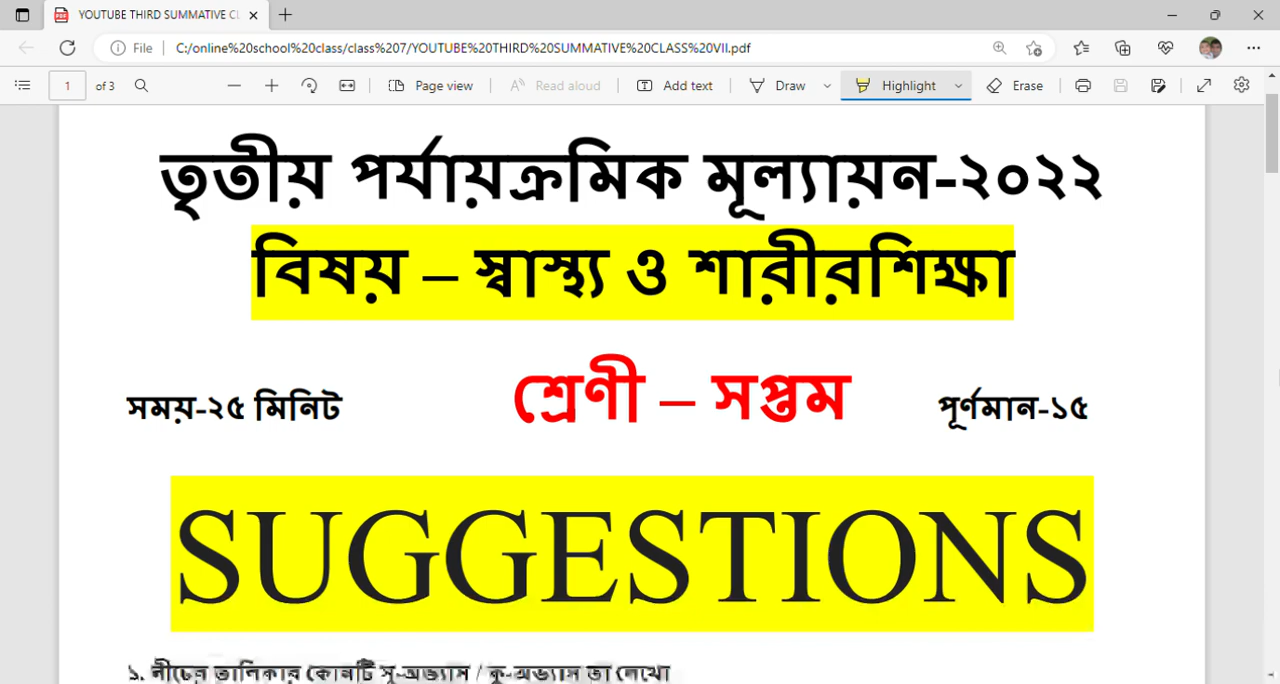 YOUTUBE THIRD SUMMATIVE CL
File C:/online%20school%20class/class%207/YOUTUBE%20THIRD%20SUMMATIVE%20CLASS%20VII.pdf
1 of 3 Page view Read aloud Add text Draw Highlight Erase
তৃতীয় পর্যায়ক্রমিক মূল্যায়ন-২০২২
বিষয় – স্বাস্থ্য ও শারীরশিক্ষা
সময়-২৫ মিনিট শ্রেণী – সপ্তম পূর্ণমান-১৫
SUGGESTIONS
১. নীচের তালিকার কোনটি সু-অভ্যাস / কু-অভ্যাস তা লেখো